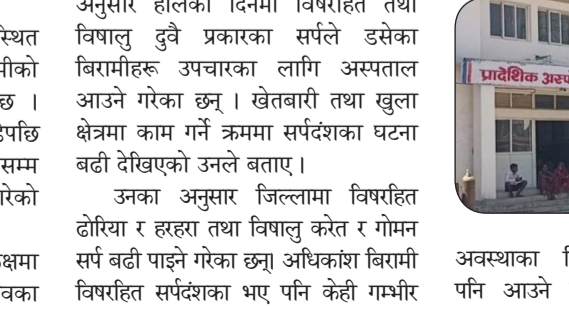 स्थित
मीको
छ ।
सम्म
अनुसार हालका दिनमा विषरहित तथा
विषालु दुवै प्रकारका सर्पले डसेका
बिरामीहरू उपचारका लागि अस्पताल
आउने गरेका छन् । खेतबारी तथा खुला
क्षेत्रमा काम गर्ने क्रममा सर्पदंशका घटना
बढी देखिएको उनले बताए ।
उनका अनुसार जिल्लामा विषरहित
ढोरिया र हरहरा तथा विषालु करेत र गोमन
सर्प बढी पाइने गरेका छन्। अधिकांश बिरामी
विषरहित सर्पदंशका भए पनि केही गम्भीर
प्रादेशिक अस्प
अवस्थाका
पनि आउने